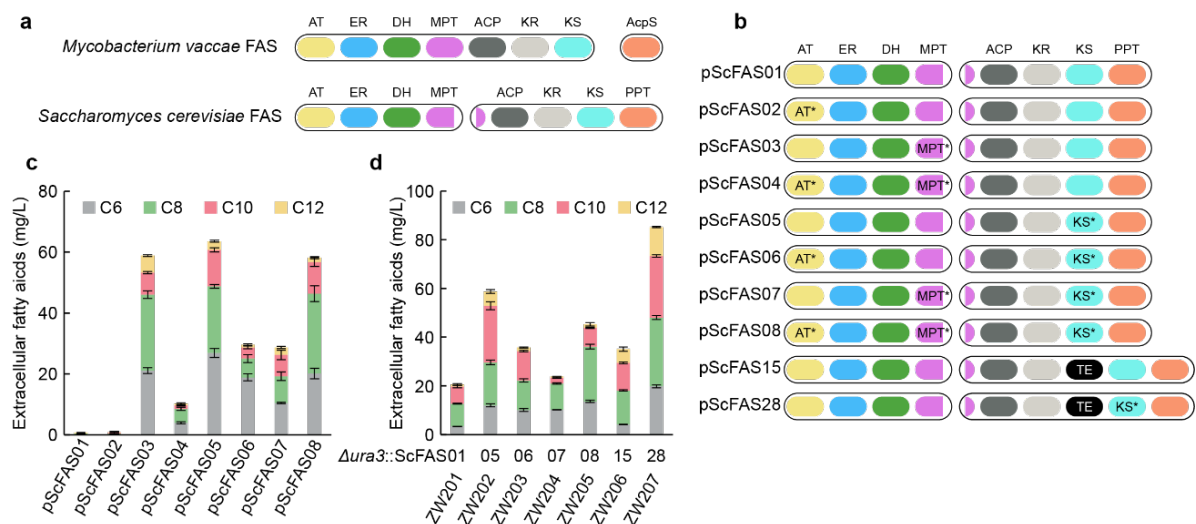 a
AT ER DH MPT ACP KR KS AcpS
Mycobacterium vaccae FAS
AT ER DH MPT ACP KR KS PPT
Saccharomyces cerevisiae FAS
b
AT ER DH MPT ACP KR KS PPT
pScFAS01
pScFAS02 AT*
pScFAS03 MPT*
pScFAS04 AT* MPT*
pScFAS05 KS*
pScFAS06 AT* KS*
pScFAS07 MPT* KS*
pScFAS08 AT* MPT* KS*
pScFAS15 TE
pScFAS28 TE KS*
c
Extracellular fatty aicds (mg/L)
80
60
40
20
0
C6 C8 C10 C12
pScFAS01 pScFAS02 pScFAS03 pScFAS04 pScFAS05 pScFAS06 pScFAS07 pScFAS08
d
Extracellular fatty aicds (mg/L)
100
80
60
40
20
0
C6 C8 C10 C12
Δura3::ScFAS01 05 06 07 08 15 28
ZW201 ZW202 ZW203 ZW204 ZW205 ZW206 ZW207